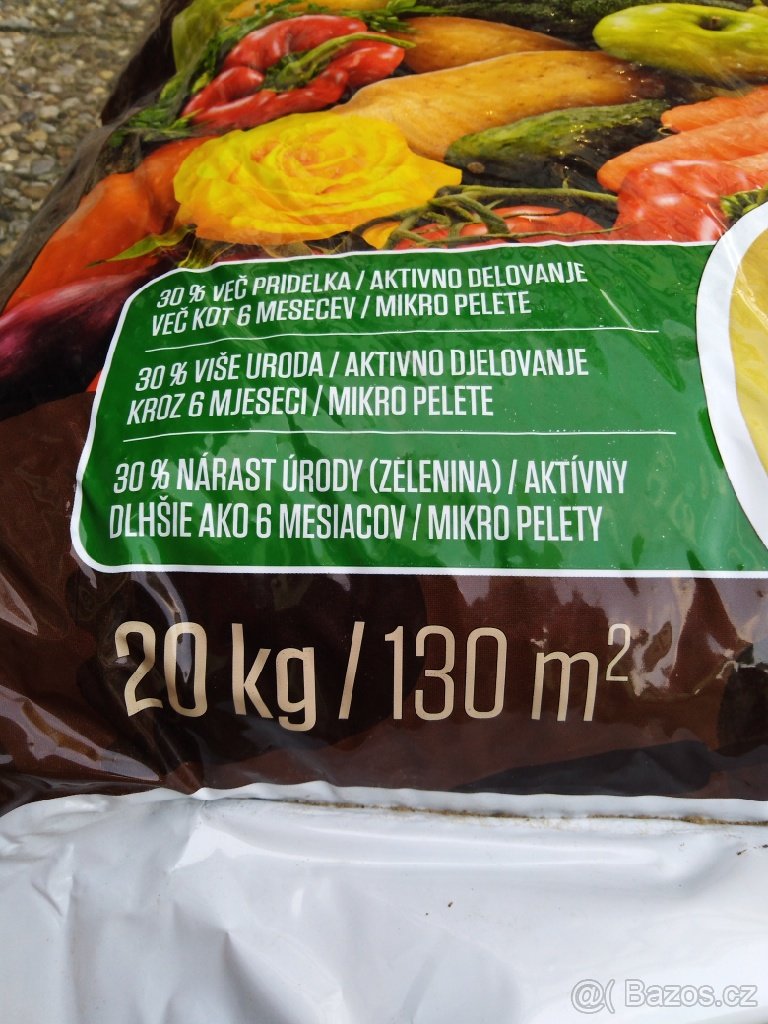 30 % VEČ PRIDELKA / AKTIVNO DELOVANJE
VEČ KOT 6 MESECEV / MIKRO PELETE
30 % VIŠE URODA / AKTIVNO DJELOVANJE
KROZ 6 MJESECI / MIKRO PELETE
30 % NÁRAST ÚRODY (ZELENINA) / AKTÍVNY
DLHŠIE AKO 6 MESIACOV / MIKRO PELETY
20 kg / 130 m²
@( Bazos.cz